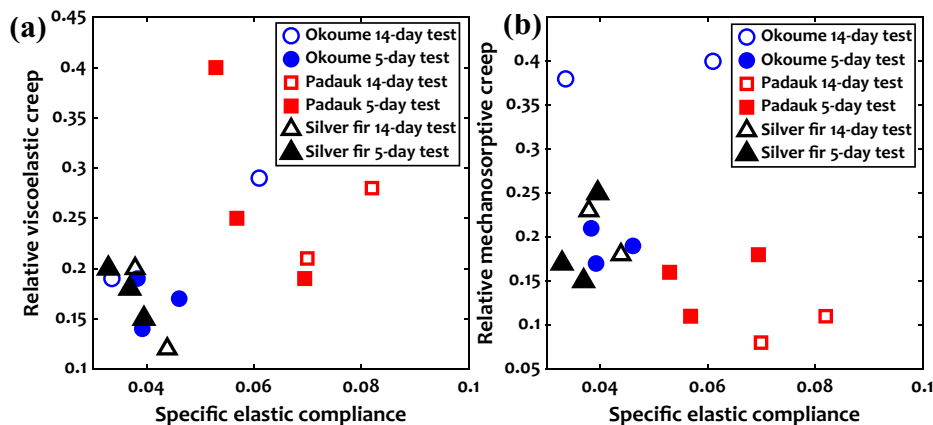 (a)
0.45
0.4
0.35
0.3
0.25
0.2
0.15
0.1
Relative viscoelastic creep
Okoume 14-day test
Okoume 5-day test
Padauk 14-day test
Padauk 5-day test
Silver fir 14-day test
Silver fir 5-day test
0.04 0.06 0.08 0.1
Specific elastic compliance
(b)
0.45
0.4
0.35
0.3
0.25
0.2
0.15
0.1
0.05
Relative mechanosorptive creep
Okoume 14-day test
Okoume 5-day test
Padauk 14-day test
Padauk 5-day test
Silver fir 14-day test
Silver fir 5-day test
0.04 0.06 0.08 0.1
Specific elastic compliance